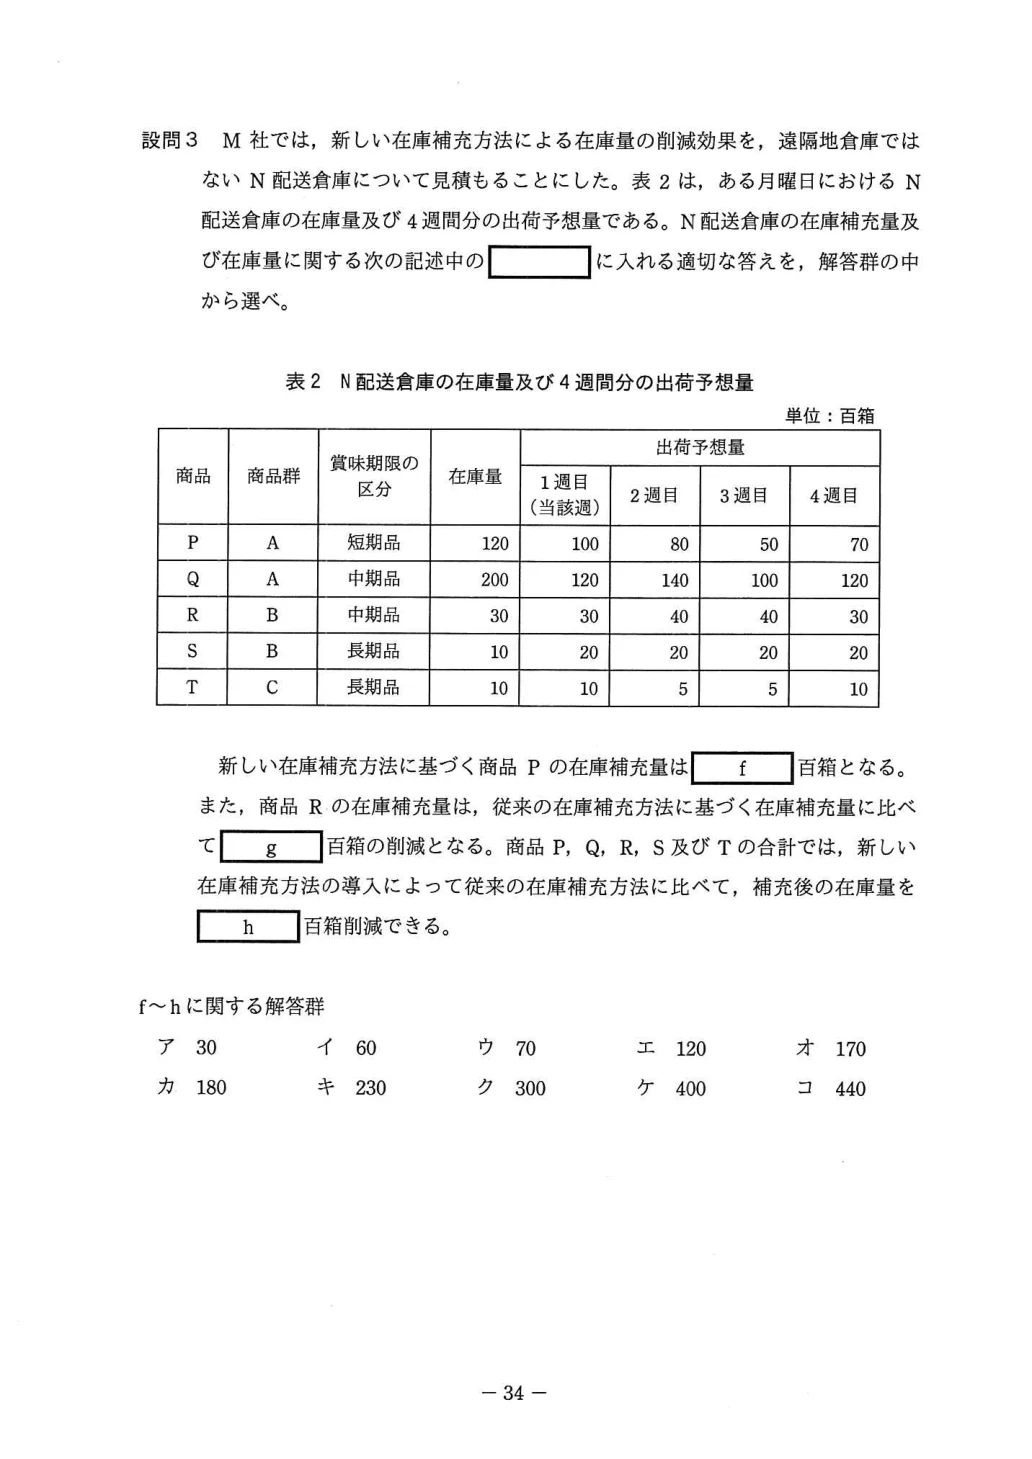 設問3 M 社では，新しい在庫補充方法による在庫量の削減効果を，遠隔地倉庫では
ない N 配送倉庫について見積もることにした。表 2 は，ある月曜日における N
配送倉庫の在庫量及び 4 週間分の出荷予想量である。N 配送倉庫の在庫補充量及
び在庫量に関する次の記述中の に入れる適切な答えを，解答群の中
から選べ。
表2 N配送倉庫の在庫量及び4週間分の出荷予想量
単位：百箱
商品 商品群 賞味期限の区分 在庫量 出荷予想量
1週目（当該週） 2週目 3週目 4週目
P A 短期品 120 100 80 50 70
Q A 中期品 200 120 140 100 120
R B 中期品 30 30 40 40 30
S B 長期品 10 20 20 20 20
T C 長期品 10 10 5 5 10
新しい在庫補充方法に基づく商品 P の在庫補充量は f 百箱となる。
また，商品 R の在庫補充量は，従来の在庫補充方法に基づく在庫補充量に比べ
て g 百箱の削減となる。商品 P，Q，R，S 及び T の合計では，新しい
在庫補充方法の導入によって従来の在庫補充方法に比べて，補充後の在庫量を
h 百箱削減できる。
f～h に関する解答群
ア 30 イ 60 ウ 70 エ 120 オ 170
カ 180 キ 230 ク 300 ケ 400 コ 440
－ 34 －